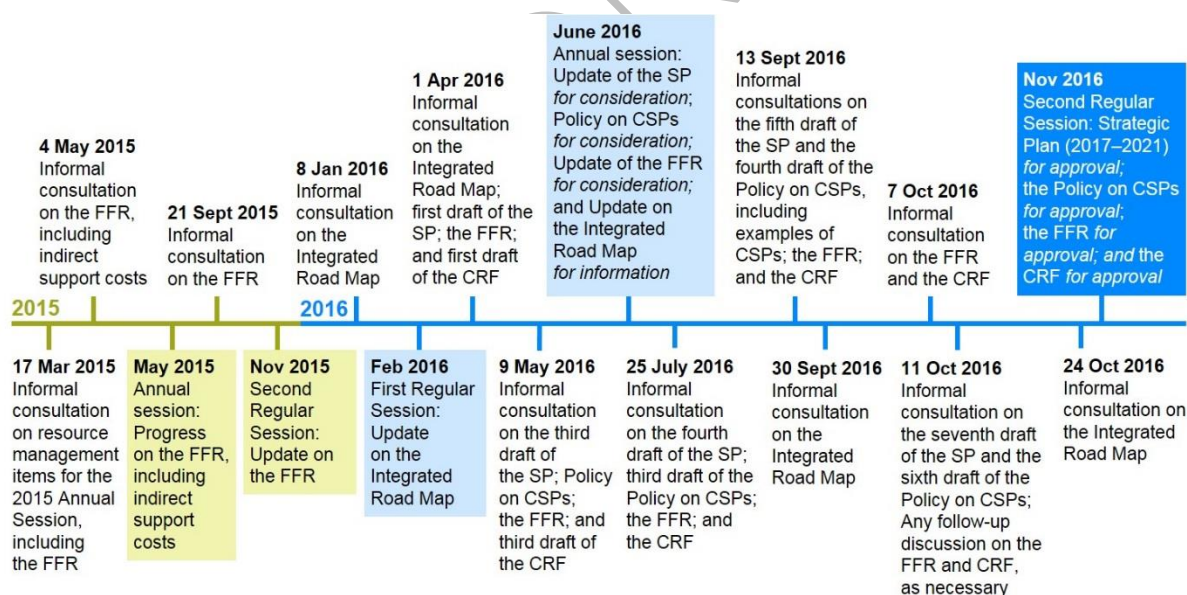 4 May 2015
Informal
consultation
on the FFR,
including
indirect
support costs
21 Sept 2015
Informal
consultation
on the FFR
8 Jan 2016
Informal
consultation
on the
Integrated
Road Map
1 Apr 2016
Informal
consultation
on the
Integrated
Road Map;
first draft of the
SP; the FFR;
and first draft
of the CRF
June 2016
Annual session:
Update of the SP
for consideration;
Policy on CSPs
for consideration;
Update of the FFR
for consideration;
and Update on
the Integrated
Road Map
for information
13 Sept 2016
Informal
consultations on
the fifth draft of
the SP and the
fourth draft of the
Policy on CSPs,
including
examples of
CSPs; the FFR;
and the CRF
7 Oct 2016
Informal
consultation
on the FFR
and the CRF
Nov 2016
Second Regular
Session: Strategic
Plan (2017–2021)
for approval;
the Policy on CSPs
for approval;
the FFR for
approval; and the
CRF for approval
2015
2016
17 Mar 2015
Informal
consultation
on resource
management
items for the
2015 Annual
Session,
including
the FFR
May 2015
Annual
session:
Progress
on the FFR,
including
indirect
support
costs
Nov 2015
Second
Regular
Session:
Update on
the FFR
Feb 2016
First Regular
Session:
Update
on the
Integrated
Road Map
9 May 2016
Informal
consultation
on the third
draft of
the SP; Policy
on CSPs;
the FFR; and
third draft of
the CRF
25 July 2016
Informal
consultation
on the fourth
draft of the SP;
third draft of the
Policy on CSPs;
the FFR; and
the CRF
30 Sept 2016
Informal
consultation
on the
Integrated
Road Map
11 Oct 2016
Informal
consultation on
the seventh draft
of the SP and the
sixth draft of the
Policy on CSPs;
Any follow-up
discussion on the
FFR and CRF,
as necessary
24 Oct 2016
Informal
consultation on
the Integrated
Road Map